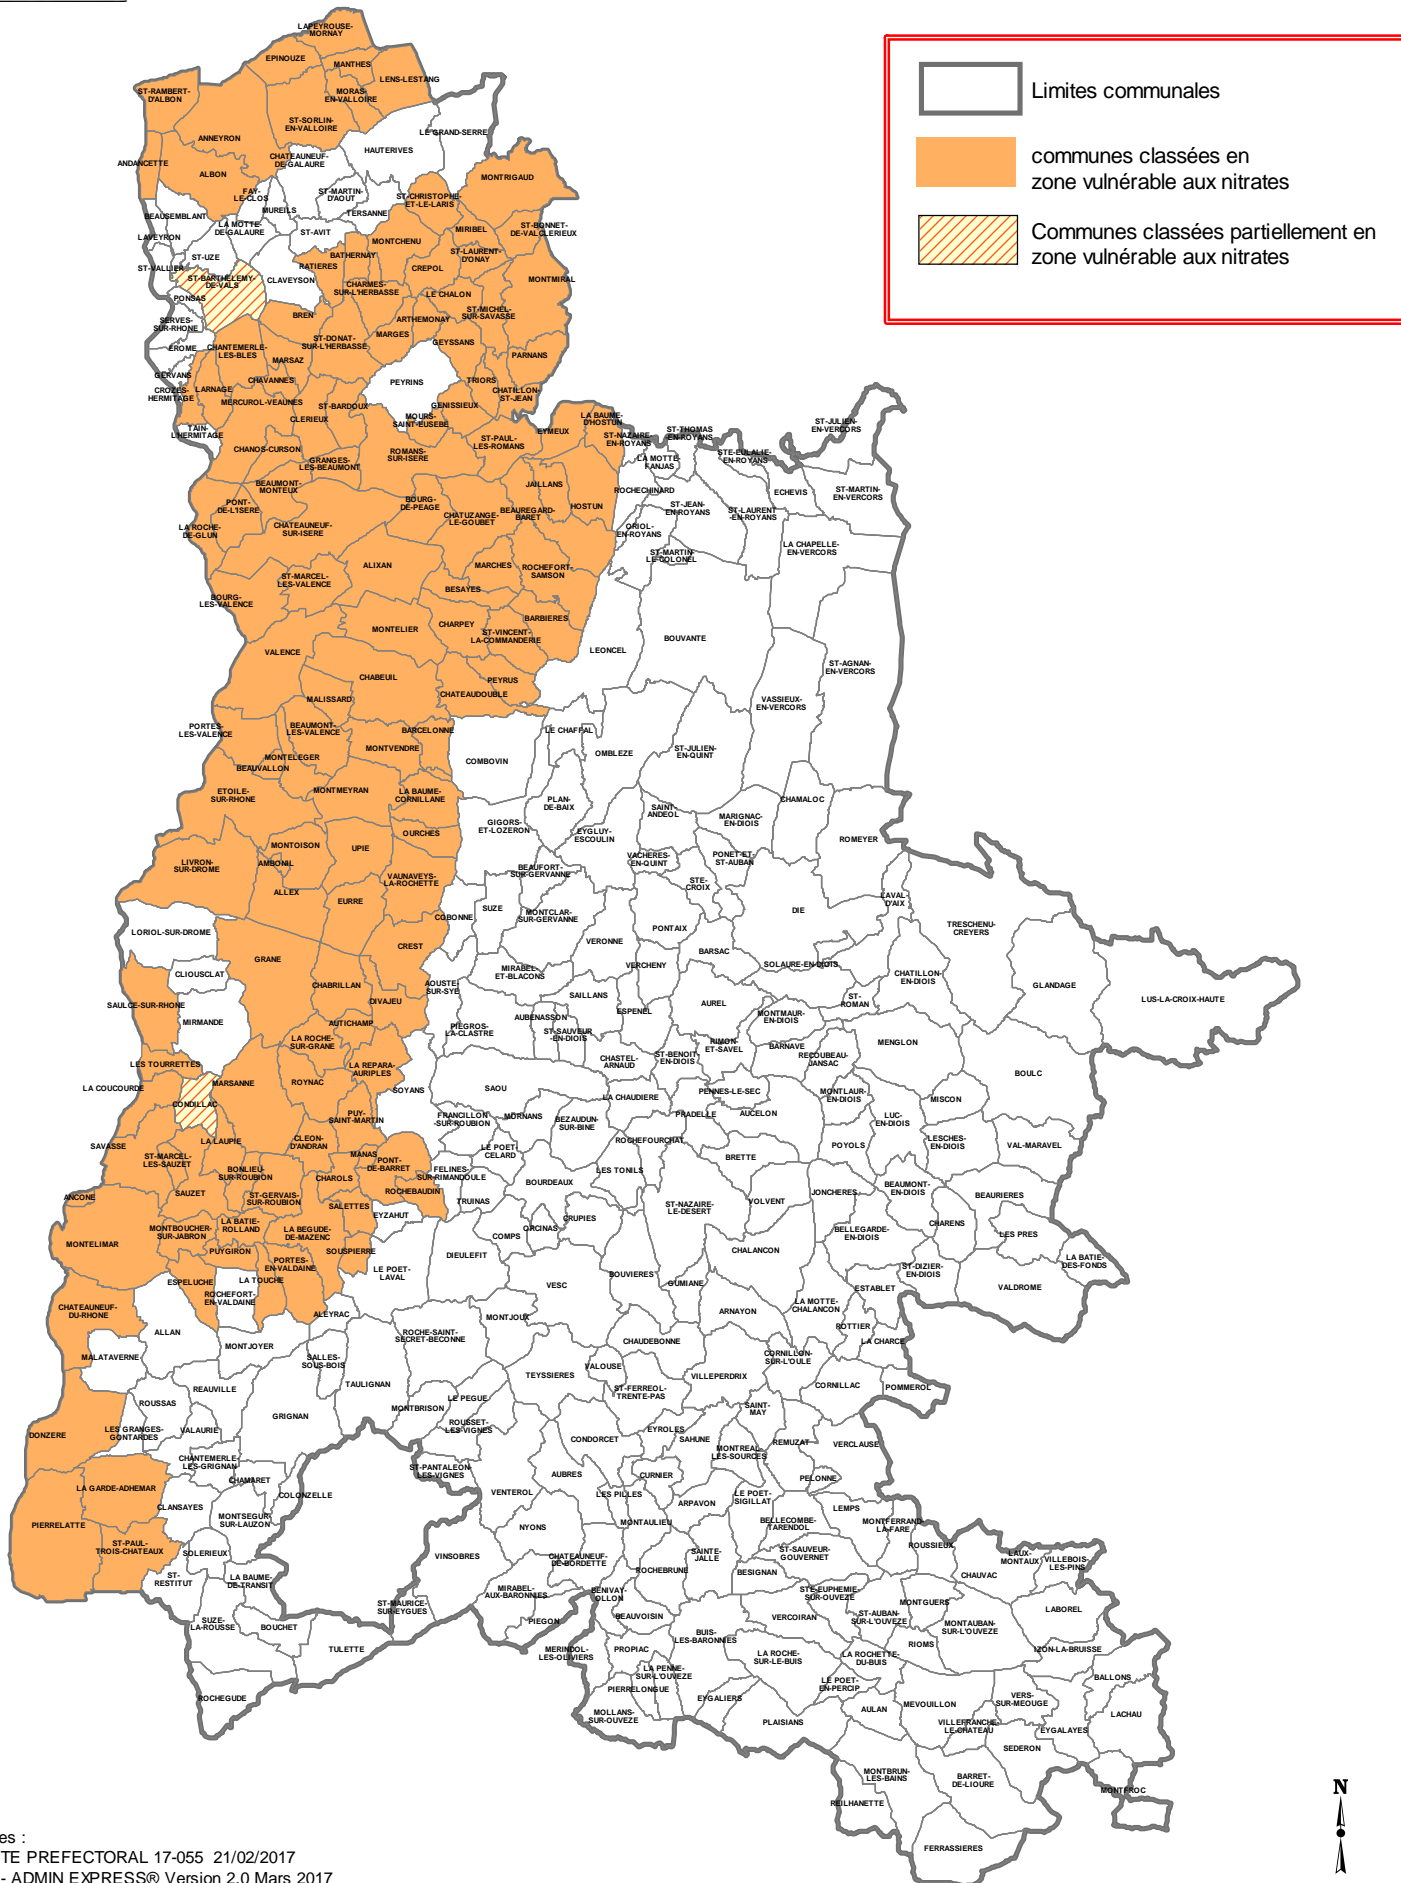 Limites communales
communes classées en
zone vulnérable aux nitrates
Communes classées partiellement en
zone vulnérable aux nitrates
LAPEYROUSE-
MORNAY
EPINOUZE
MANTHES
LENS-LESTANG
ST-RAMBERT-
D'ALBON
MORAS-
EN-VALLOIRE
ST-SORLIN-
EN-VALLOIRE
ANNEYRON
LE GRAND-SERRE
HAUTERIVES
CHATEAUNEUF-
DE-GALAURE
ANDANCETTE
ALBON
MONTRIGAUD
FAY-
LE-CLOS
ST-MARTIN-
D'AOUT
ST-CHRISTOPHE-
ET-LE-LARIS
MUREILS
TERSANNE
BEAUSEMBLANT
LA MOTTE-
DE-GALAURE
ST-AVIT
MIRIBEL
ST-BONNET-
DE-VALCLERIEUX
LAVEYRON
MONTCHENU
ST-UZE
BATHERNAY
ST-LAURENT-
D'ONAY
ST-VALLIER
RATIERES
CREPOL
ST-BARTHELEMY-
DE-VALS
CLAVEYSON
CHARMES-
SUR-L'HERBASSE
MONTMIRAL
PONSAS
LE CHALON
ST-MICHEL-
SUR-SAVASSE
SERVES-
SUR-RHONE
BREN
ARTHEMONAY
ST-DONAT-
SUR-L'HERBASSE
MARGES
GEYSSANS
EROME
CHANTEMERLE-
LES-BLES
MARSAZ
PARNANS
GERVANS
CHAVANNES
PEYRINS
TRIORS
CROZES-
HERMITAGE
LARNAGE
MERCUROL-VEAUNES
ST-BARDOUX
GENISSIEUX
CHATILLON-
ST-JEAN
CLERIEUX
MOURS-
SAINT-EUSEBE
LA BAUME-
D'HOSTUN
TAIN-
L'HERMITAGE
EYMEUX
ST-NAZAIRE-
EN-ROYANS
ST-THOMAS-
EN-ROYANS
ST-JULIEN-
EN-VERCORS
CHANOS-CURSON
ROMANS-
SUR-ISERE
ST-PAUL-
LES-ROMANS
GRANGES-
LES-BEAUMONT
LA MOTTE-
FANJAS
STE-EULALIE-
EN-ROYANS
BEAUMONT-
MONTEUX
JAILLANS
ROCHECHINARD
ECHEVIS
ST-MARTIN-
EN-VERCORS
PONT-
DE-L'ISERE
BOURG-
DE-PEAGE
HOSTUN
ST-JEAN-
EN-ROYANS
ST-LAURENT
-EN-ROYANS
CHATUZANGE-
LE-GOUBET
BEAUREGARD-
BARET
LA ROCHE-
DE-GLUN
CHATEAUNEUF-
SUR-ISERE
ORIOL-
EN-ROYANS
LA CHAPELLE-
EN-VERCORS
ST-MARTIN-
LE-COLONEL
ALIXAN
MARCHES
ROCHEFORT-
SAMSON
ST-MARCEL-
LES-VALENCE
BESAYES
BOURG-
LES-VALENCE
BARBIERES
MONTELIER
CHARPEY
ST-VINCENT-
LA-COMMANDERIE
BOUVANTE
VALENCE
LEONCEL
ST-AGNAN-
EN-VERCORS
CHABEUIL
PEYRUS
MALISSARD
CHATEAUDOUBLE
VASSIEUX-
EN-VERCORS
PORTES-
LES-VALENCE
BEAUMONT-
LES-VALENCE
BARCELONNE
LE CHAFFAL
MONTVENDRE
OMBLEZE
ST-JULIEN-
EN-QUINT
MONTELEGER
COMBOVIN
BEAUVALLON
ETOILE-
SUR-RHONE
MONTMEYRAN
LA BAUME-
CORNILLANE
PLAN-
DE-BAIX
SAINT-
ANDEOL
CHAMALOC
MARIGNAC-
EN-DIOIS
GIGORS-
ET-LOZERON
EYGLUY-
ESCOULIN
OURCHES
ROMEYER
MONTOISON
UPIE
LIVRON-
SUR-DROME
AMBONIL
VACHERES-
EN-QUINT
PONET-ET-
ST-AUBAN
BEAUFORT-
SUR-GERVANNE
VAUNAVEYS-
LA-ROCHETTE
STE-
CROIX
ALLEX
EURRE
LAVAL-
D'AIX
SUZE
MONTCLAR-
SUR-GERVANNE
DIE
COBONNE
TRESCHENU-
CREYERS
LORIOL-SUR-DROME
PONTAIX
CREST
VERONNE
BARSAC
GRANE
VERCHENY
SOLAURE-EN-DIOIS
CLIOUSCLAT
MIRABEL-
ET-BLACONS
CHATILLON-
EN-DIOIS
CHABRILLAN
AOUSTE-
SUR-SYE
GLANDAGE
LUS-LA-CROIX-HAUTE
SAILLANS
DIVAJEU
AUREL
ST-
ROMAN
SAULCE-SUR-RHONE
ESPENEL
MONTMAUR-
EN-DIOIS
AUBENASSON
MIRMANDE
AUTICHAMP
PIEGROS-
LA-CLASTRE
ST-SAUVEUR
-EN-DIOIS
LA ROCHE-
SUR-GRANE
RIMON-
ET-SAVEL
BARNAVE
MENGLON
CHASTEL-
ARNAUD
ST-BENOIT-
EN-DIOIS
RECOUBEAU-
JANSAC
LES TOURRETTES
LA REPARA-
AURIPLES
BOULC
MARSANNE
ROYNAC
LA COUCOURDE
SOYANS
SAOU
PENNES-LE-SEC
MONTLAUR-
EN-DIOIS
CONDILLAC
LA CHAUDIERE
MISCON
PUY-
SAINT-MARTIN
FRANCILLON
-SUR-ROUBION
MORNANS
BEZAUDUN-
SUR-BINE
PRADELLE
AUCELON
LUC-
EN-DIOIS
SAVASSE
LA LAUPIE
CLEON-
D'ANDRAN
ROCHEFOURCHAT
LESCHES-
EN-DIOIS
VAL-MARAVEL
LE POET-
CELARD
POYOLS
ST-MARCEL-
LES-SAUZET
MANAS
PONT-
DE-BARRET
BRETTE
BONLIEU-
SUR-ROUBION
CHAROLS
FELINES-
SUR-RIMANDOULE
LES TONILS
BOURDEAUX
BEAUMONT-
EN-DIOIS
ANCONE
SAUZET
ST-GERVAIS-
SUR-ROUBION
ROCHEBAUDIN
TRUINAS
JONCHERES
BEAURIERES
SALETTES
ST-NAZAIRE-
LE-DESERT
VOLVENT
EYZAHUT
CRUPIES
CHARENS
MONTBOUCHER-
SUR-JABRON
LA BATIE-
ROLLAND
LA BEGUDE-
DE-MAZENC
ORCINAS
BELLEGARDE-
EN-DIOIS
LES PRES
COMPS
MONTELIMAR
PUYGIRON
SOUSPIERRE
DIEULEFIT
CHALANCON
LA BATIE-
DES-FONDS
PORTES-
EN-VALDAINE
LE POET-
LAVAL
ST-DIZIER-
EN-DIOIS
ESPELUCHE
LA TOUCHE
VESC
BOUVIERES
GUMIANE
VALDROME
ESTABLET
ROCHEFORT-
EN-VALDAINE
LA MOTTE-
CHALANCON
CHATEAUNEUF-
DU-RHONE
ALEYRAC
ARNAYON
MONTJOUX
ROTTIER
ALLAN
ROCHE-SAINT-
SECRET-BECONNE
CHAUDEBONNE
LA CHARCE
MONTJOYER
MALATAVERNE
SALLES-
SOUS-BOIS
CORNILLON-
SUR-L'OULE
VALOUSE
TEYSSIERES
VILLEPERDRIX
TAULIGNAN
CORNILLAC
POMMEROL
REAUVILLE
ST-FERREOL-
TRENTE-PAS
LE PEGUE
ROUSSAS
MONTBRISON
SAINT-
MAY
GRIGNAN
ROUSSET-
LES-VIGNES
DONZERE
LES GRANGES-
GONTARDES
VALAURIE
EYROLES
CONDORCET
SAHUNE
REMUZAT
VERCLAUSE
MONTREAL-
LES-SOURCES
CHANTEMERLE-
LES-GRIGNAN
ST-PANTALEON-
LES-VIGNES
CHAMARET
AUBRES
CURNIER
PELONNE
LA GARDE-ADHEMAR
VENTEROL
LES PILLES
COLONZELLE
LE POET-
SIGILLAT
ARPAVON
CLANSAYES
LEMPS
MONTSEGUR-
SUR-LAUZON
PIERRELATTE
NYONS
MONTAULIEU
BELLECOMBE-
TARENDOL
MONTFERRAND-
LA-FARE
ST-PAUL-
TROIS-CHATEAUX
ROUSSIEUX
SOLERIEUX
VINSOBRES
CHATEAUNEUF-
DE-BORDETTE
SAINTE-
JALLE
ST-SAUVEUR-
GOUVERNET
LAUX-
MONTAUX
VILLEBOIS-
LES-PINS
ROCHEBRUNE
BESIGNAN
CHAUVAC
ST-
RESTITUT
LA BAUME-
DE-TRANSIT
MIRABEL-
AUX-BARONNIES
BENIVAY-
OLLON
STE-EUPHEMIE-
SUR-OUVEZE
MONTGUERS
ST-MAURICE-
SUR-EYGUES
LABOREL
BEAUVOISIN
VERCOIRAN
ST-AUBAN-
SUR-L'OUVEZE
SUZE-
LA-ROUSSE
PIEGON
MONTAUBAN-
SUR-L'OUVEZE
BOUCHET
BUIS-
LES-BARONNIES
TULETTE
MERINDOL-
LES-OLIVIERS
PROPIAC
RIOMS
IZON-LA-BRUISSE
LA ROCHE-
SUR-LE-BUIS
LA ROCHETTE-
DU-BUIS
LA PENNE-
SUR-L'OUVEZE
BALLONS
LE POET-
EN-PERCIP
PIERRELONGUE
ROCHEGUDE
EYGALIERS
VERS-
SUR-MEOUGE
MEVOUILLON
AULAN
LACHAU
MOLLANS-
SUR-OUVEZE
PLAISIANS
VILLEFRANCHE-
LE-CHATEAU
EYGALAYES
SEDERON
MONTBRUN-
LES-BAINS
BARRET-
DE-LIOURE
MONTFROC
REILHANETTE
FERRASSIERES
N
es :
TE PREFECTORAL 17-055 21/02/2017
- ADMIN EXPRESS® Version 2.0 Mars 2017